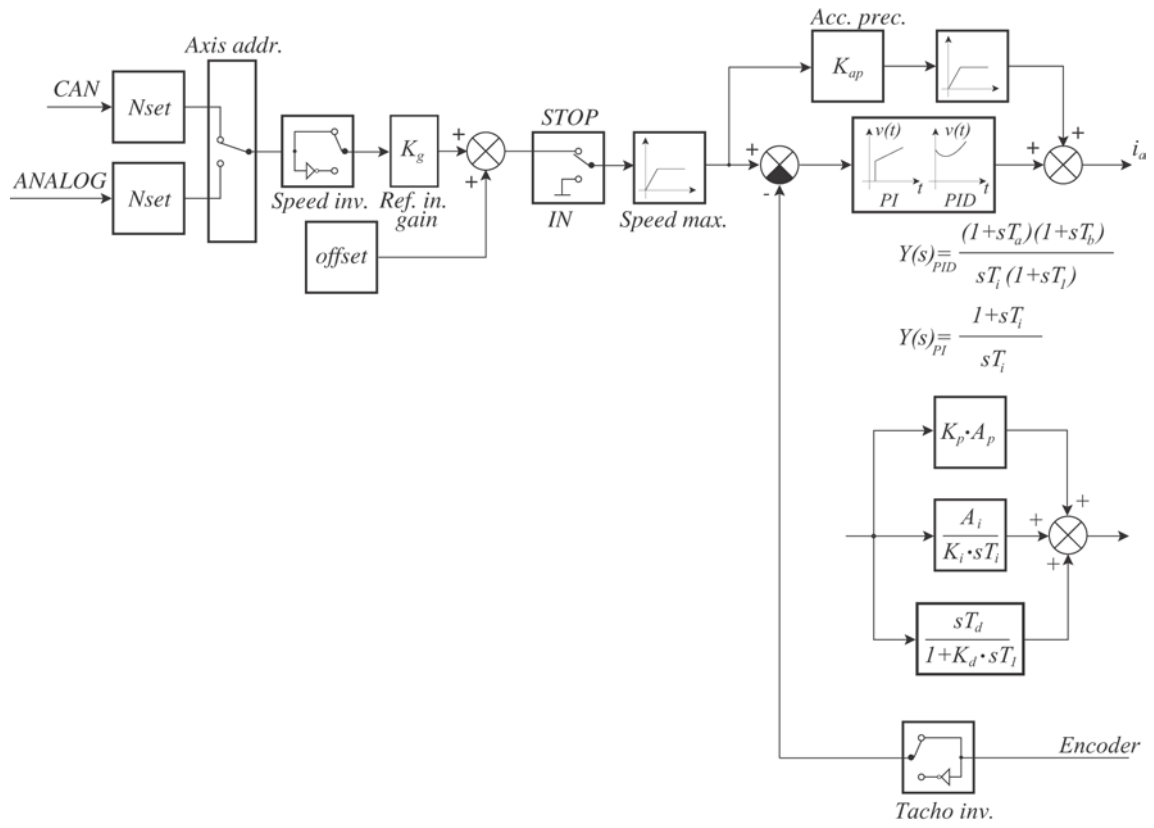 Acc. prec.
Axis addr.
CAN
Nset
K_ap
STOP
v(t)
v(t)
ANALOG
Nset
K_g
+
+
+
+
+
i_a
-
t
t
PI
PID
Speed inv.
Ref. in.
gain
IN
Speed max.
offset
Y(s)_PID = (1+sT_a)(1+sT_b)
sT_i (1+sT_1)
Y(s)_PI = 1+sT_i
sT_i
K_p·A_p
+
A_i
K_i·sT_i
+
+
sT_d
1+K_d·sT_1
Encoder
Tacho inv.